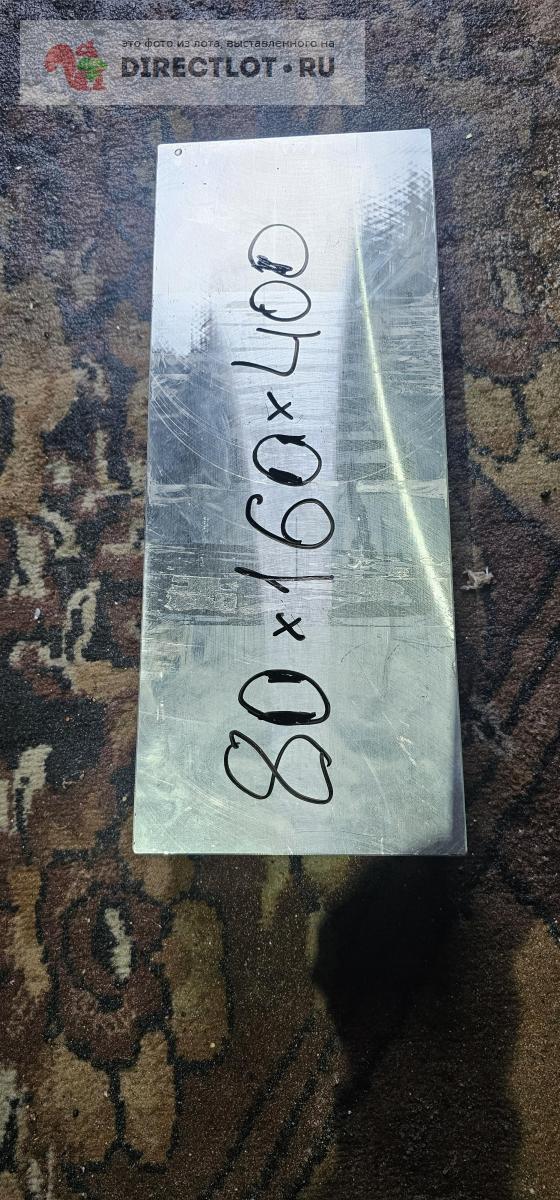 это фото из лота, выставленного на
DIRECTLOT.RU
80 x 160 x 400